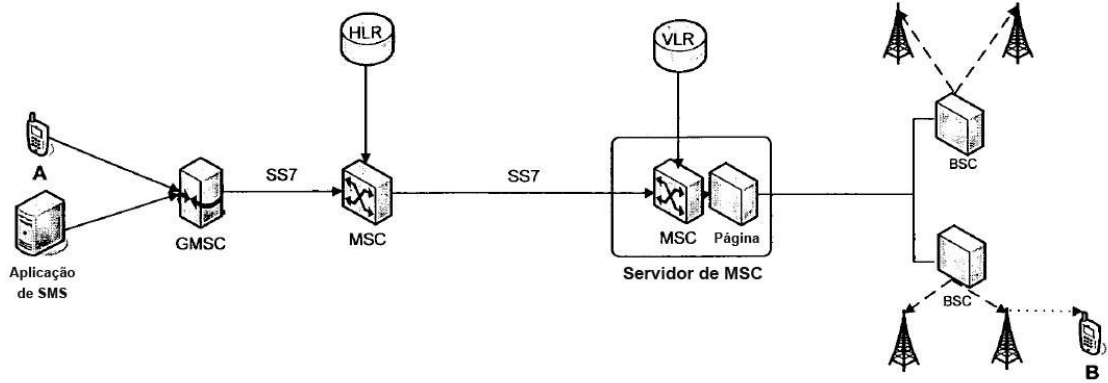 HLR
VLR
A
SS7
SS7
BSC
GMSC
MSC
MSC
Página
Servidor de MSC
Aplicação
de SMS
BSC
B